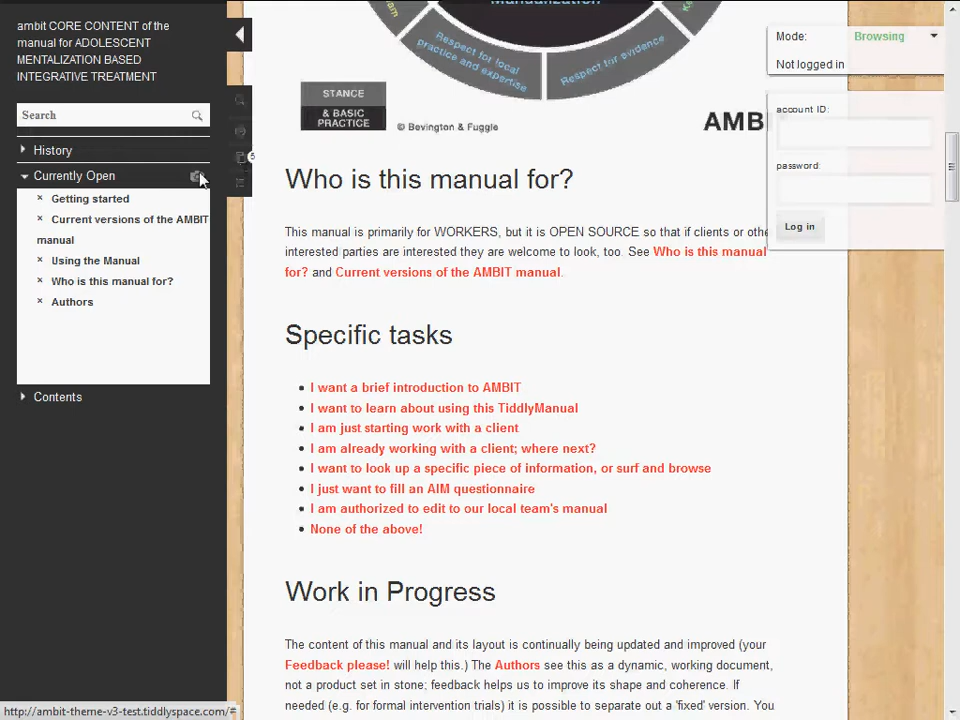 ambit CORE CONTENT of the
manual for ADOLESCENT
MENTALIZATION BASED
INTEGRATIVE TREATMENT
Search
History
Currently Open
5
× Getting started
× Current versions of the AMBIT
manual
× Using the Manual
× Who is this manual for?
× Authors
Contents
Manualization
Respect for local
practice and expertise
Respect for evidence
STANCE
& BASIC
PRACTICE
© Bevington & Fuggle
AMB
Who is this manual for?
This manual is primarily for WORKERS, but it is OPEN SOURCE so that if clients or othe
interested parties are interested they are welcome to look, too. See Who is this manual
for? and Current versions of the AMBIT manual.
Specific tasks
• I want a brief introduction to AMBIT
• I want to learn about using this TiddlyManual
• I am just starting work with a client
• I am already working with a client; where next?
• I want to look up a specific piece of information, or surf and browse
• I just want to fill an AIM questionnaire
• I am authorized to edit to our local team's manual
• None of the above!
Work in Progress
The content of this manual and its layout is continually being updated and improved (your
Feedback please! will help this.) The Authors see this as a dynamic, working document,
not a product set in stone; feedback helps us to improve its shape and coherence. If
needed (e.g. for formal intervention trials) it is possible to separate out a 'fixed' version. You
Mode: Browsing
Not logged in
account ID:
password:
Log in
http://ambit-theme-v3-test.tiddlyspace.com/#